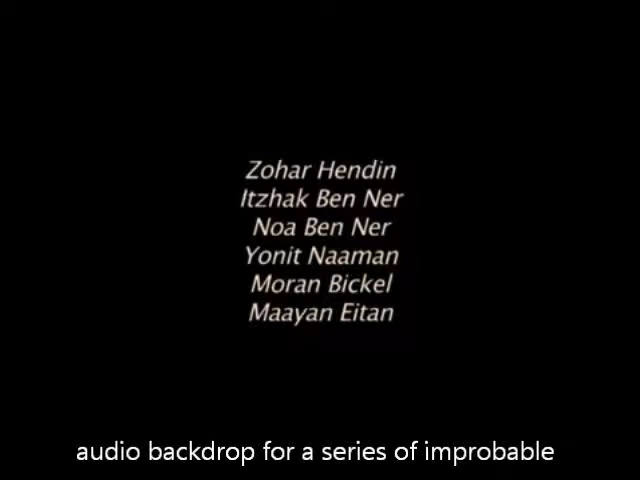 Zohar Hendin
Itzhak Ben Ner
Noa Ben Ner
Yonit Naaman
Moran Bickel
Maayan Eitan
audio backdrop for a series of improbable